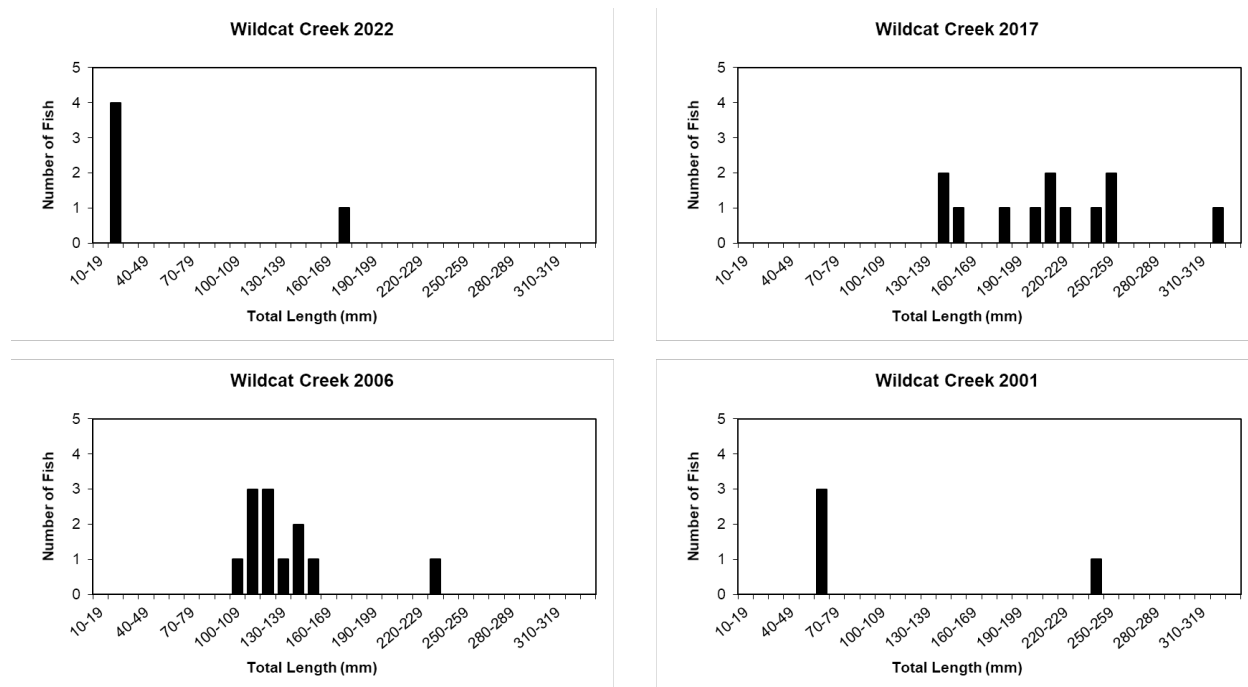 Wildcat Creek 2022
Number of Fish
5
4
3
2
1
0
10-19 40-49 70-79 100-109 130-139 160-169 190-199 220-229 250-259 280-289 310-319
Total Length (mm)
Wildcat Creek 2017
Number of Fish
5
4
3
2
1
0
10-19 40-49 70-79 100-109 130-139 160-169 190-199 220-229 250-259 280-289 310-319
Total Length (mm)
Wildcat Creek 2006
Number of Fish
5
4
3
2
1
0
10-19 40-49 70-79 100-109 130-139 160-169 190-199 220-229 250-259 280-289 310-319
Total Length (mm)
Wildcat Creek 2001
Number of Fish
5
4
3
2
1
0
10-19 40-49 70-79 100-109 130-139 160-169 190-199 220-229 250-259 280-289 310-319
Total Length (mm)